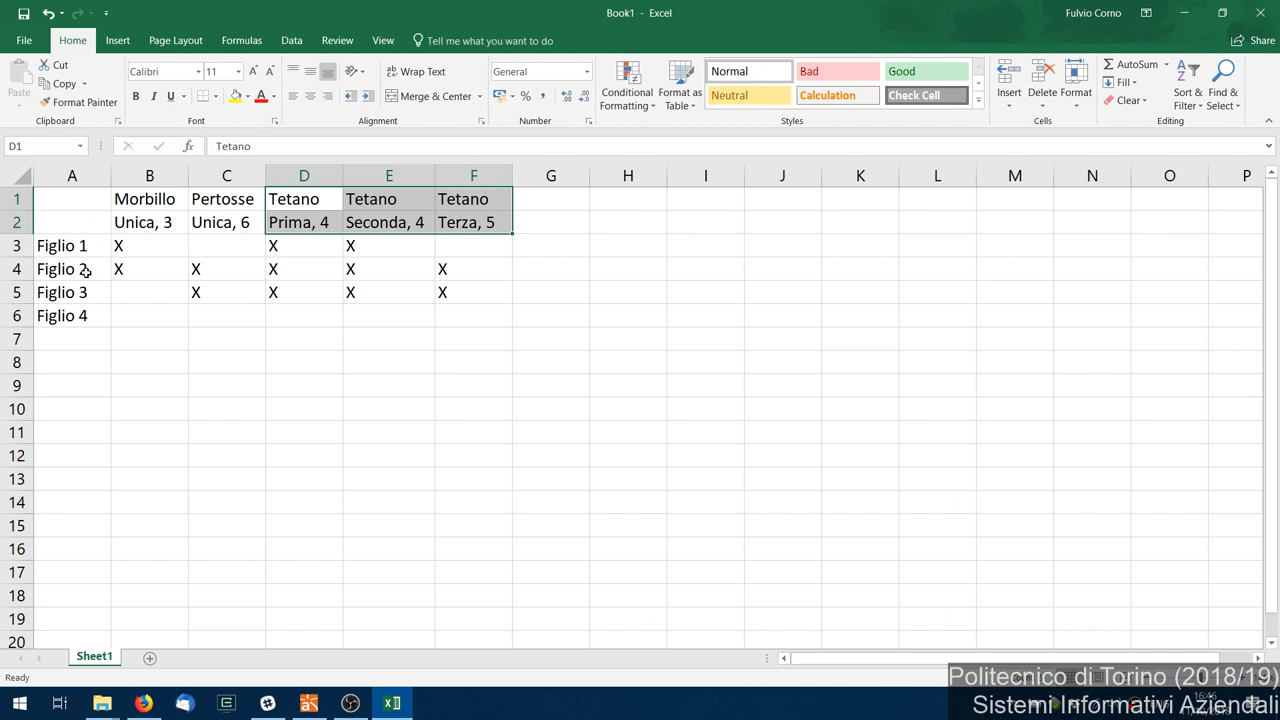 Book1 - Excel
Fulvio Corno
File Home Insert Page Layout Formulas Data Review View Tell me what you want to do Share
Paste
Cut
Copy
Format Painter
Clipboard
Calibri 11
B I U
Font
Wrap Text
Merge & Center
Alignment
General
Number
Conditional Formatting
Format as Table
Normal Bad Good
Neutral Calculation Check Cell
Styles
Insert Delete Format
Cells
AutoSum
Fill
Clear
Sort & Filter
Find & Select
Editing
D1 fx Tetano
A B C D E F G H I J K L M N O P
1 Morbillo Pertosse Tetano Tetano Tetano
2 Unica, 3 Unica, 6 Prima, 4 Seconda, 4 Terza, 5
3 Figlio 1 X X X
4 Figlio 2 X X X X X
5 Figlio 3 X X X X
6 Figlio 4
7
8
9
10
11
12
13
14
15
16
17
18
19
20
Sheet1
Ready
Politecnico di Torino (2018/19)
Sistemi Informativi Aziendali
16:46